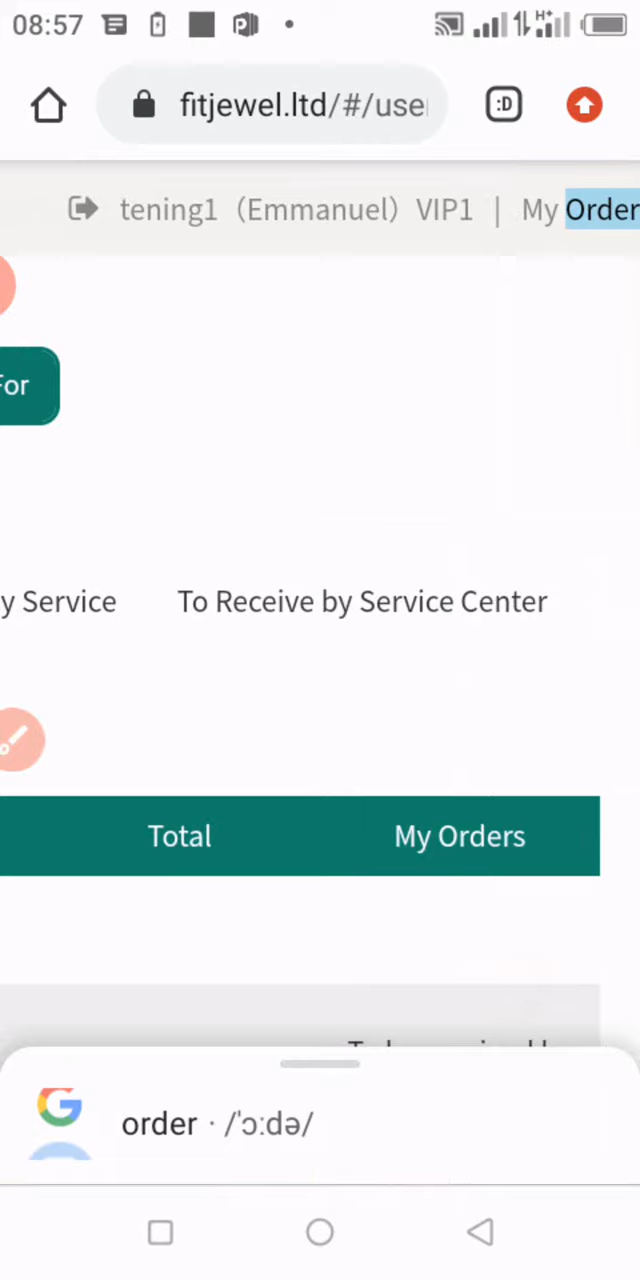 08:57
H+
fitjewel.ltd/#/use
:D
tening1（Emmanuel）VIP1 | My Order
For
y Service To Receive by Service Center
Total My Orders
order · /ˈɔːdə/